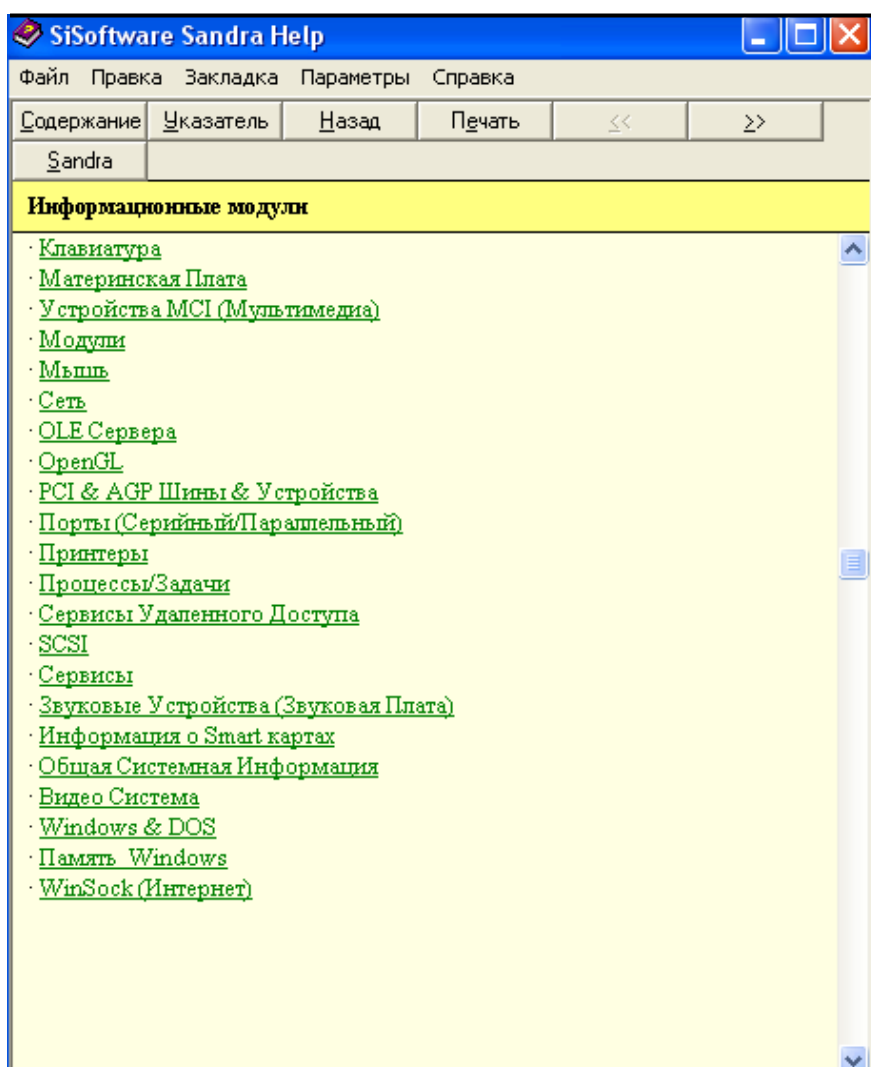 SiSoftware Sandra Help
Файл Правка Закладка Параметры Справка
Содержание Указатель Назад Печать << >>
Sandra
Информационные модули
· Клавиатура
· Материнская Плата
· Устройства MCI (Мультимедиа)
· Модули
· Мышь
· Сеть
· OLE Сервера
· OpenGL
· PCI & AGP Шины & Устройства
· Порты (Серийный/Параллельный)
· Принтеры
· Процессы/Задачи
· Сервисы Удаленного Доступа
· SCSI
· Сервисы
· Звуковые Устройства (Звуковая Плата)
· Информация о Smart картах
· Общая Системная Информация
· Видео Система
· Windows & DOS
· Память Windows
· WinSock (Интернет)